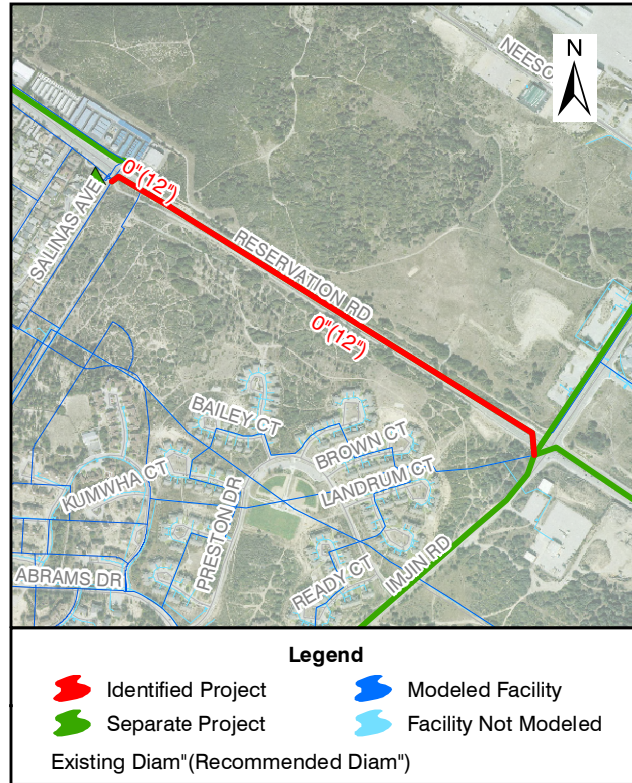 NEESO
N
0"(12")
SALINAS AVE
RESERVATION RD
0"(12")
BAILEY CT
BROWN CT
KUMWHA CT
LANDRUM CT
PRESTON DR
ABRAMS DR
READY CT
IMJIN RD
Legend
Identified Project
Modeled Facility
Separate Project
Facility Not Modeled
Existing Diam"(Recommended Diam")